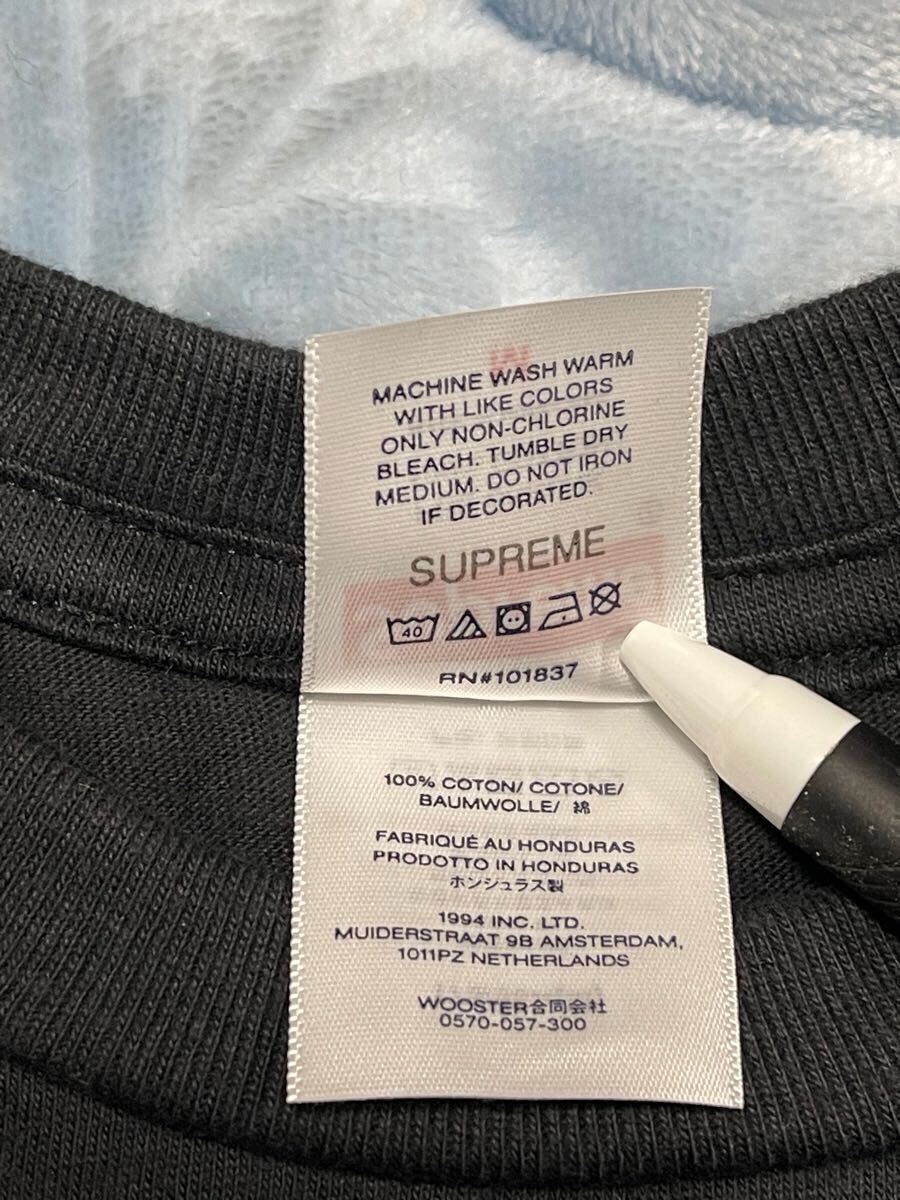 MACHINE WASH WARM
WITH LIKE COLORS
ONLY NON-CHLORINE
BLEACH. TUMBLE DRY
MEDIUM. DO NOT IRON
IF DECORATED.
SUPREME
40
RN#101837
100% COTON/ COTONE/
BAUMWOLLE/ 綿
FABRIQUÉ AU HONDURAS
PRODOTTO IN HONDURAS
ホンジュラス製
1994 INC. LTD.
MUIDERSTRAAT 9B AMSTERDAM,
1011PZ NETHERLANDS
WOOSTER合同会社
0570-057-300